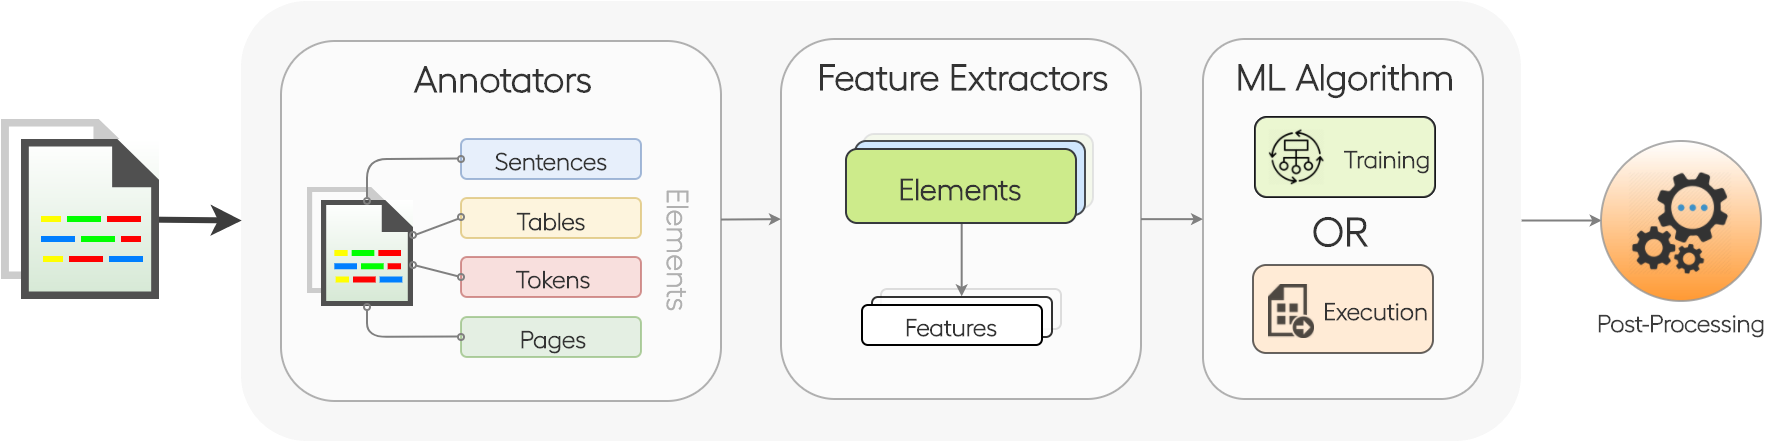 Annotators
Sentences
Tables
Tokens
Pages
Elements
Feature Extractors
Elements
Features
ML Algorithm
Training
OR
Execution
Post-Processing